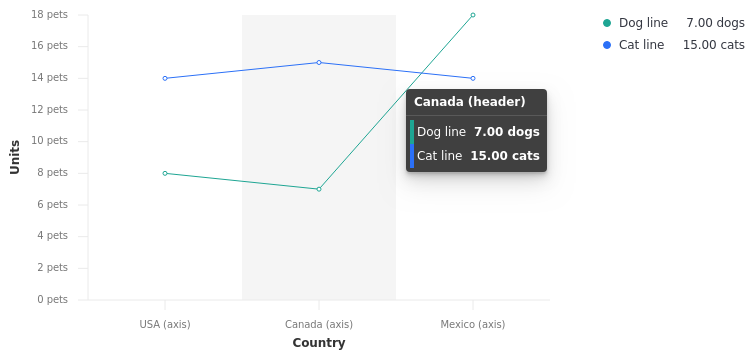 18 pets
16 pets
14 pets
12 pets
10 pets
8 pets
6 pets
4 pets
2 pets
0 pets
Units
USA (axis)
Canada (axis)
Mexico (axis)
Country
Canada (header)
Dog line 7.00 dogs
Cat line 15.00 cats
Dog line 7.00 dogs
Cat line 15.00 cats